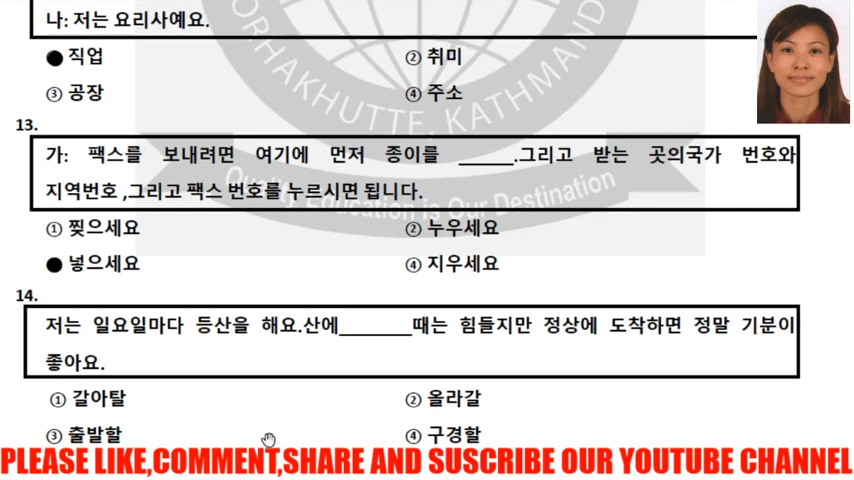 나: 저는 요리사예요.
● 직업 ② 취미
③ 공장 ④ 주소
13.
가: 팩스를 보내려면 여기에 먼저 종이를 ______.그리고 받는 곳의국가 번호와
지역번호 ,그리고 팩스 번호를 누르시면 됩니다.
① 찢으세요 ② 누우세요
● 넣으세요 ④ 지우세요
14.
저는 일요일마다 등산을 해요.산에________때는 힘들지만 정상에 도착하면 정말 기분이
좋아요.
① 갈아탈 ② 올라갈
③ 출발할 ④ 구경할
PLEASE LIKE,COMMENT,SHARE AND SUSCRIBE OUR YOUTUBE CHANNEL
ORHAKHUTTE, KATHMAND
Quality Education is Our Destination